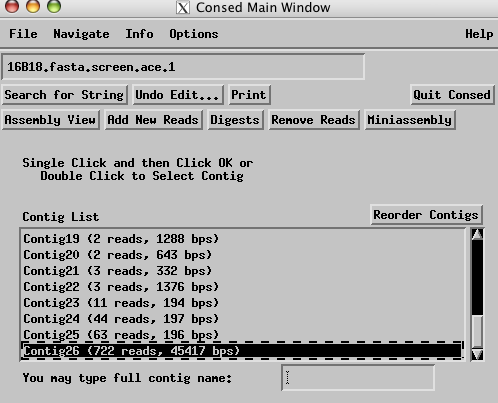 Consed Main Window
File Navigate Info Options Help
16B18.fasta.screen.ace.1
Search for String Undo Edit... Print Quit Consed
Assembly View Add New Reads Digests Remove Reads Miniassembly
Single Click and then Click OK or
Double Click to Select Contig
Contig List Reorder Contigs
Contig19 (2 reads, 1288 bps)
Contig20 (2 reads, 643 bps)
Contig21 (3 reads, 332 bps)
Contig22 (3 reads, 1376 bps)
Contig23 (11 reads, 194 bps)
Contig24 (44 reads, 197 bps)
Contig25 (63 reads, 196 bps)
Contig26 (722 reads, 45417 bps)
You may type full contig name: